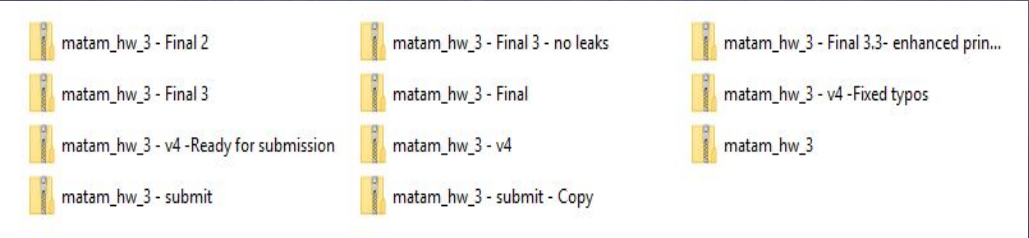 matam_hw_3 - Final 2
matam_hw_3 - Final 3 - no leaks
matam_hw_3 - Final 3.3- enhanced prin...
matam_hw_3 - Final 3
matam_hw_3 - Final
matam_hw_3 - v4 -Fixed typos
matam_hw_3 - v4 -Ready for submission
matam_hw_3 - v4
matam_hw_3
matam_hw_3 - submit
matam_hw_3 - submit - Copy